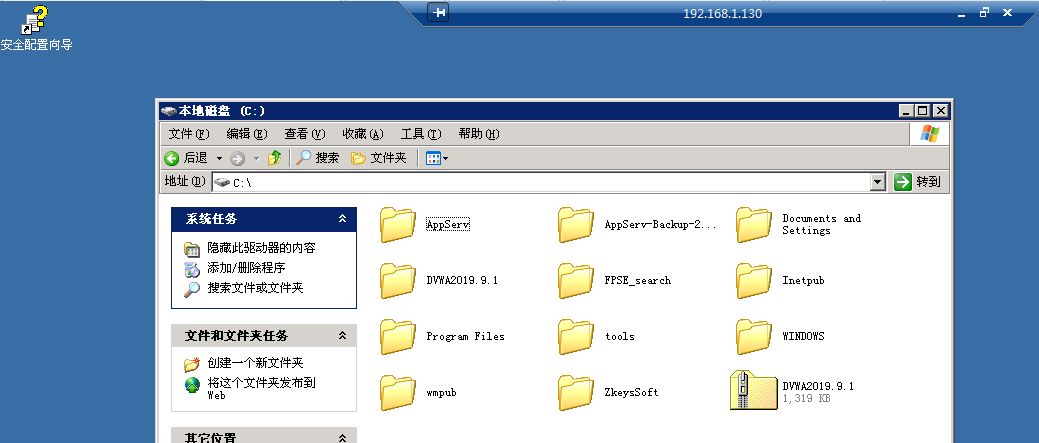 192.168.1.130
安全配置向导
本地磁盘 (C:)
文件(F) 编辑(E) 查看(V) 收藏(A) 工具(T) 帮助(H)
后退 搜索 文件夹
地址(D) C:\ 转到
系统任务
隐藏此驱动器的内容
添加/删除程序
搜索文件或文件夹
文件和文件夹任务
创建一个新文件夹
将这个文件夹发布到
Web
其它位置
AppServ
AppServ-Backup-2...
Documents and
Settings
DVWA2019.9.1
FPSE_search
Inetpub
Program Files
tools
WINDOWS
wmpub
ZkeysSoft
DVWA2019.9.1
1,319 KB